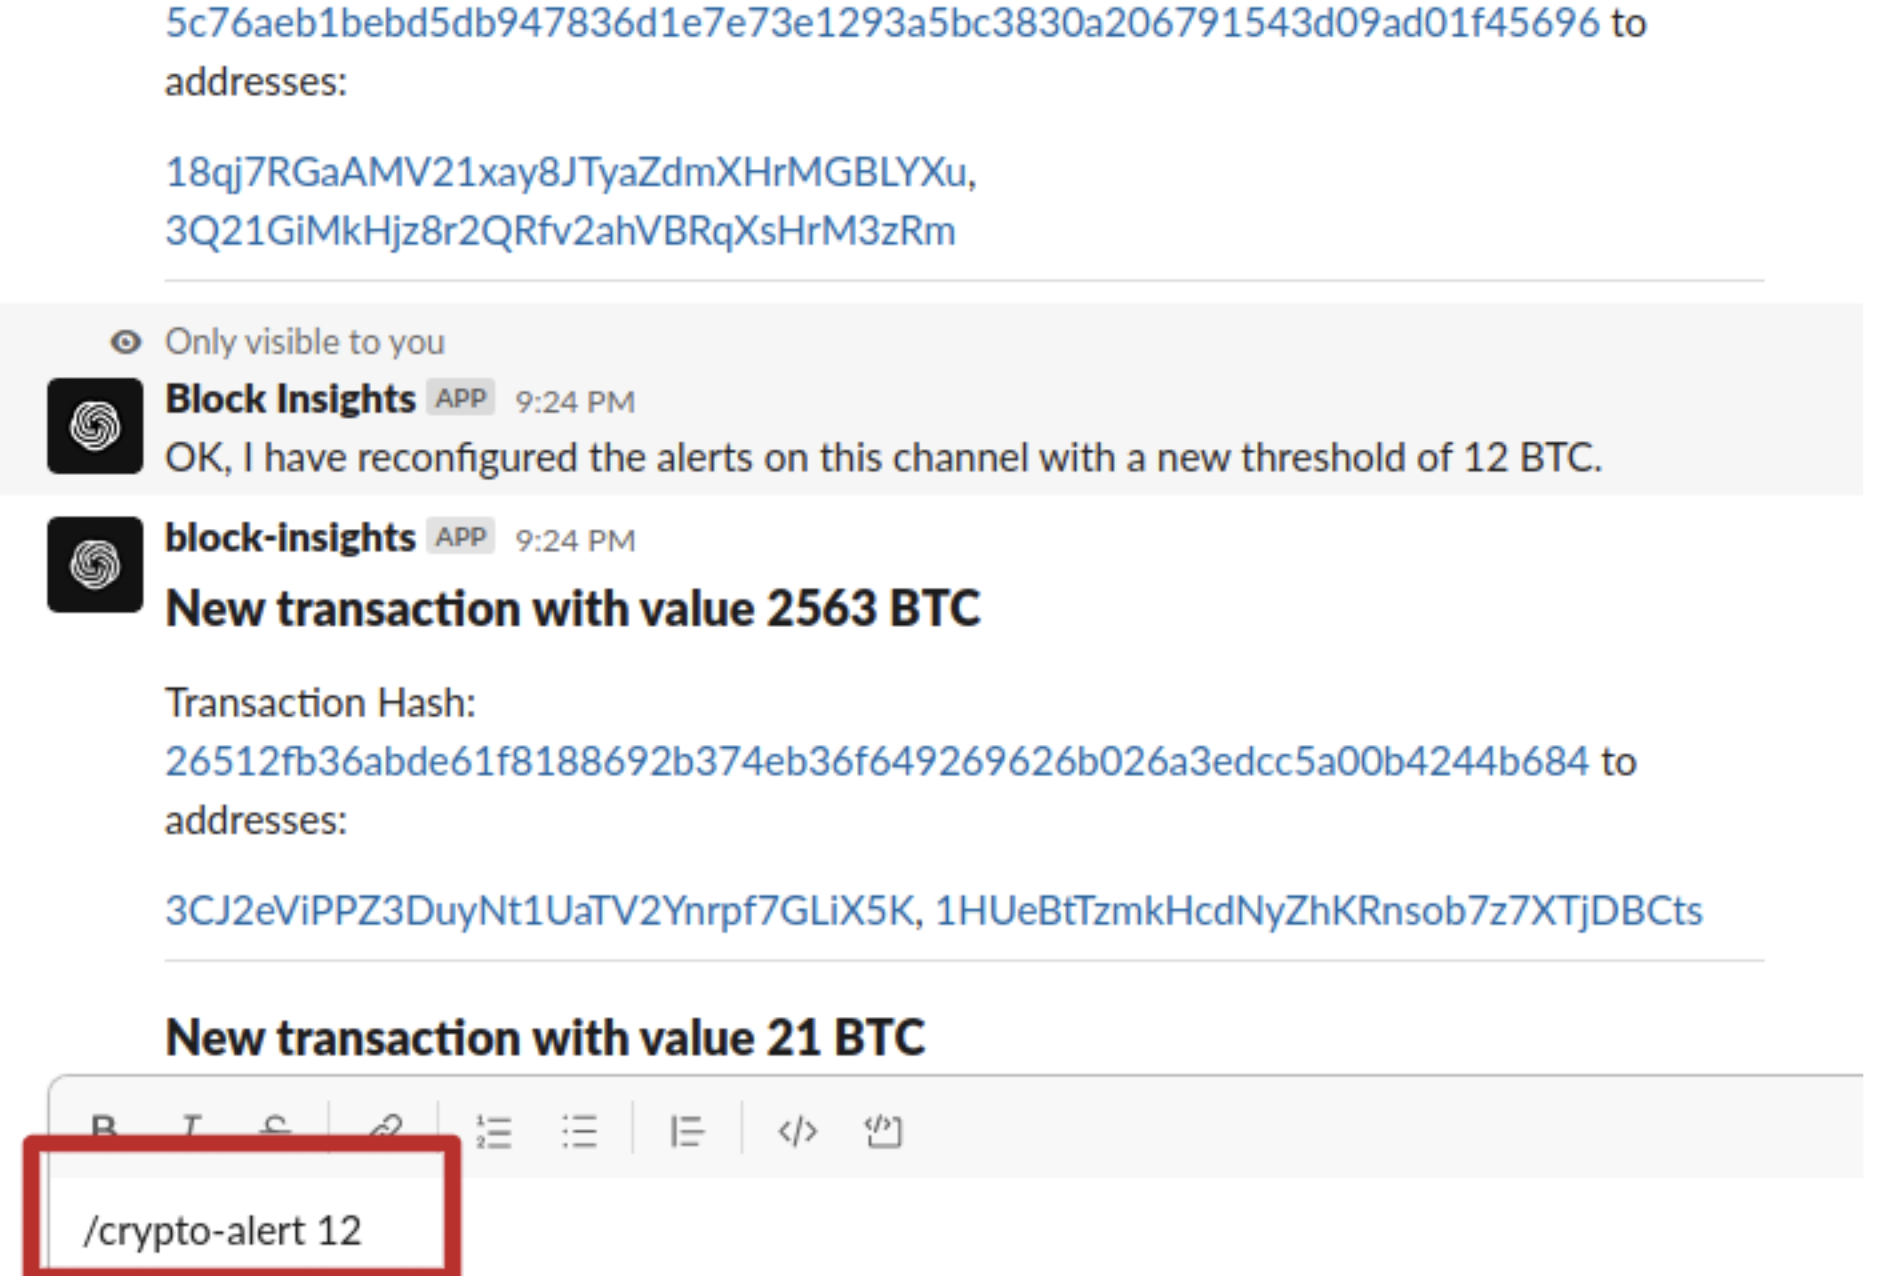 5c76aeb1bebd5db947836d1e7e73e1293a5bc3830a206791543d09ad01f45696 to
addresses:
18qj7RGaAMV21xay8JTyaZdmXHrMGBLYXu,
3Q21GiMkHjz8r2QRfv2ahVBRqXsHrM3zRm
Only visible to you
Block Insights APP 9:24 PM
OK, I have reconfigured the alerts on this channel with a new threshold of 12 BTC.
block-insights APP 9:24 PM
New transaction with value 2563 BTC
Transaction Hash:
26512fb36abde61f8188692b374eb36f649269626b026a3edcc5a00b4244b684 to
addresses:
3CJ2eViPPZ3DuyNt1UaTV2Ynrpf7GLiX5K, 1HUeBtTzmkHcdNyZhKRnsob7z7XTjDBCts
New transaction with value 21 BTC
/crypto-alert 12